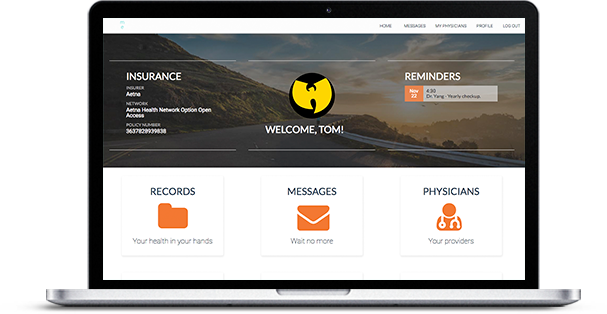 HOME MESSAGES MY PHYSICIANS PROFILE LOG OUT
INSURANCE
INSURER
Aetna
NETWORK
Aetna Health Network Option Open
Access
POLICY NUMBER
3637829939838
WELCOME, TOM!
REMINDERS
Nov
22
4:30
Dr. Yang - Yearly checkup
RECORDS
Your health in your hands
MESSAGES
Wait no more
PHYSICIANS
Your providers